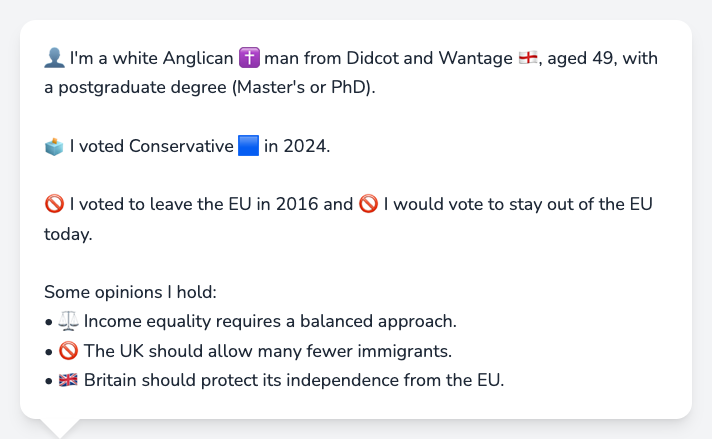 👤 I'm a white Anglican ✝️ man from Didcot and Wantage 🏴󠁧󠁢󠁥󠁮󠁧󠁿, aged 49, with
a postgraduate degree (Master's or PhD).
🗳️ I voted Conservative 🟦 in 2024.
🚫 I voted to leave the EU in 2016 and 🚫 I would vote to stay out of the EU
today.
Some opinions I hold:
• ⚖️ Income equality requires a balanced approach.
• 🚫 The UK should allow many fewer immigrants.
• 🇬🇧 Britain should protect its independence from the EU.